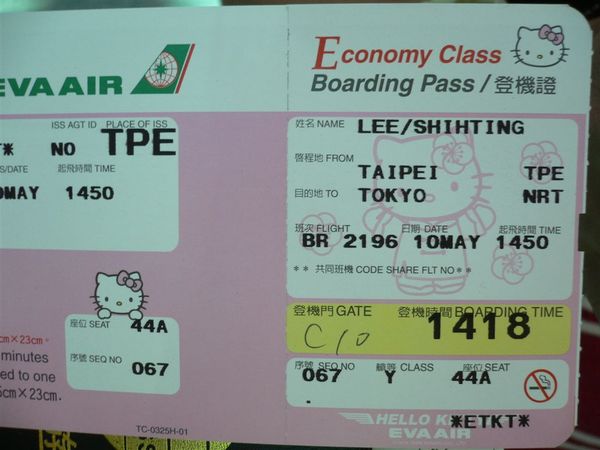 EVA AIR
ISS AGT ID PLACE OF ISS
NO TPE
/DATE 起飛時間 TIME
0MAY 1450
座位 SEAT 44A
序號 SEQ NO 067
cm×23cm。
minutes
ed to one
5cm×23cm.
TC-0325H-01
Economy Class
Boarding Pass / 登機證
姓名 NAME LEE/SHIHTING
啓程地 FROM
TAIPEI TPE
目的地 TO TOKYO NRT
班次 FLIGHT 日期 DATE 起飛時間 TIME
BR 2196 10MAY 1450
** 共同班機 CODE SHARE FLT NO **
登機門 GATE 登機時間 BOARDING TIME
C10 1418
序號 SEQ NO 艙等 CLASS 座位 SEAT
067 Y 44A
HELLO K
*ETKT*
EVA AIR